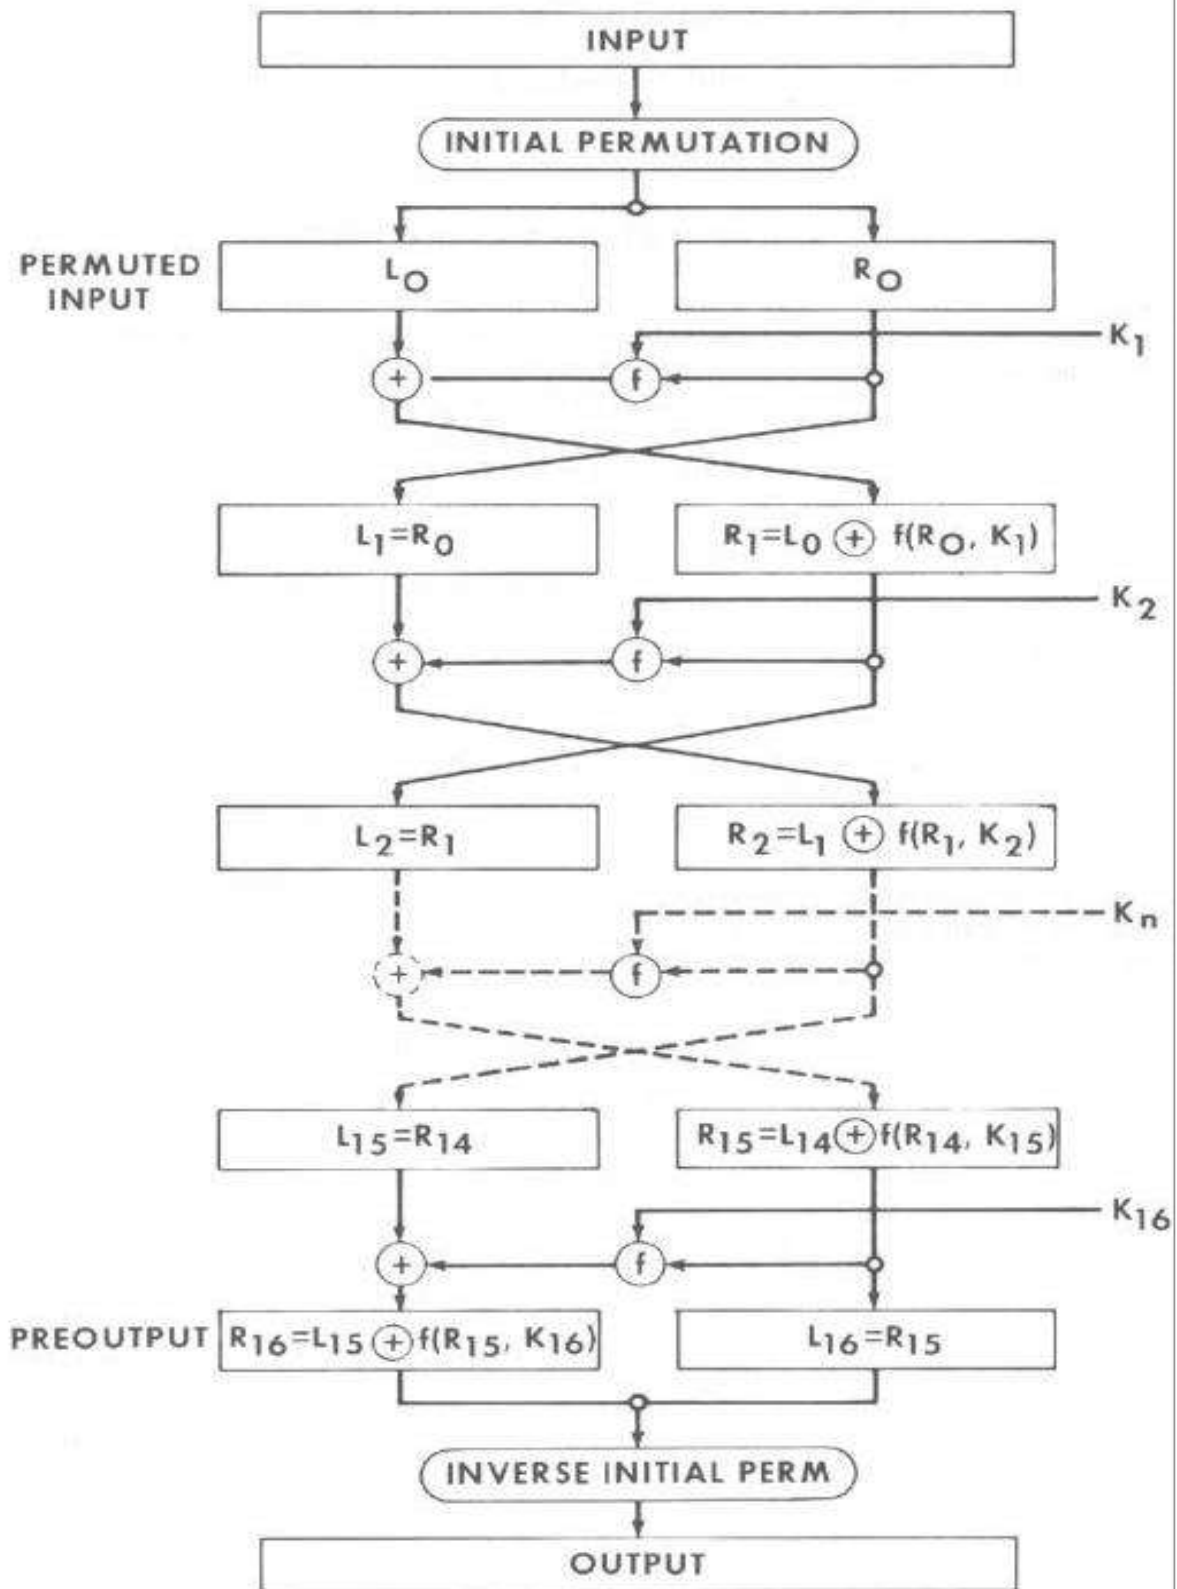 INPUT
INITIAL PERMUTATION
PERMUTED
INPUT
L₀
R₀
K₁
+
f
L₁=R₀
R₁=L₀ ⊕ f(R₀, K₁)
K₂
+
f
L₂=R₁
R₂=L₁ ⊕ f(R₁, K₂)
Kₙ
+
f
L₁₅=R₁₄
R₁₅=L₁₄⊕f(R₁₄, K₁₅)
K₁₆
+
f
PREOUTPUT
R₁₆=L₁₅⊕f(R₁₅, K₁₆)
L₁₆=R₁₅
INVERSE INITIAL PERM
OUTPUT